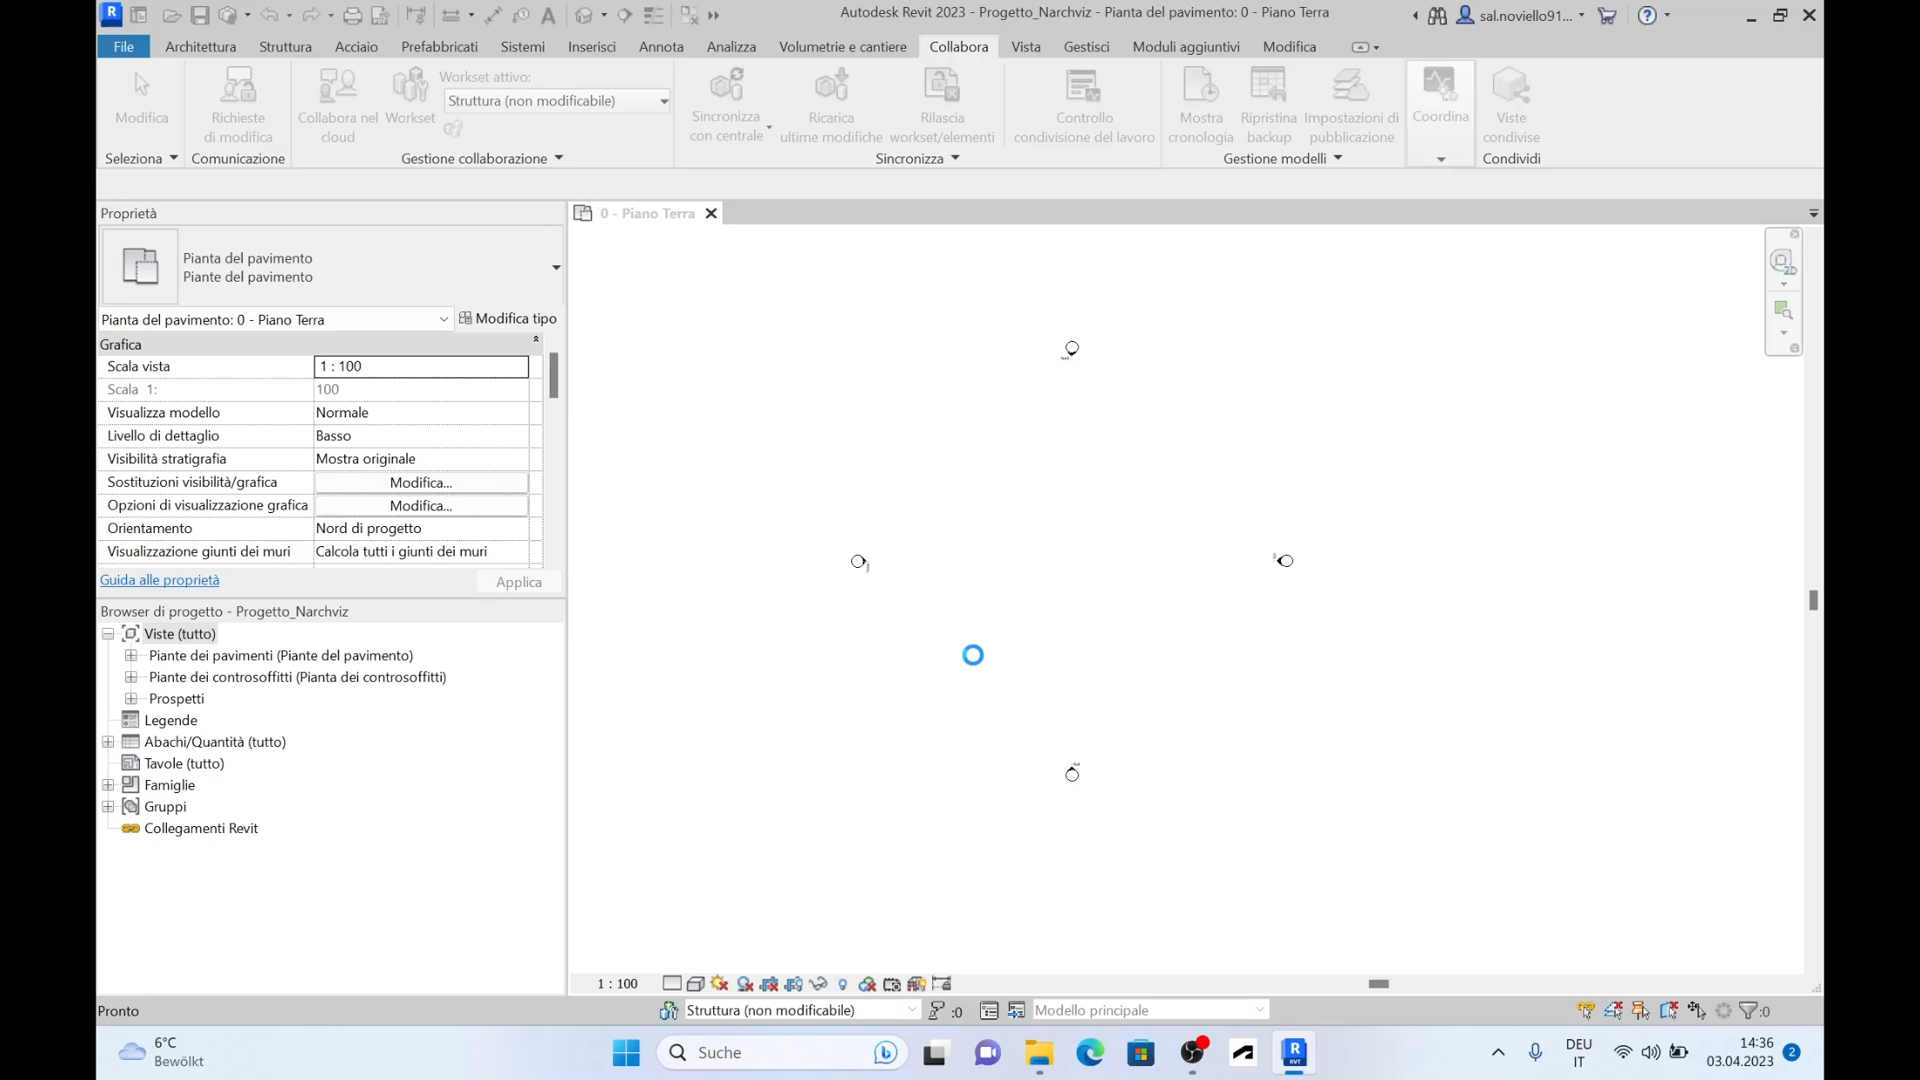 Autodesk Revit 2023 - Progetto_Narchviz - Pianta del pavimento: 0 - Piano Terra
sal.noviello91...
File Architettura Struttura Acciaio Prefabbricati Sistemi Inserisci Annota Analizza Volumetrie e cantiere Collabora Vista Gestisci Moduli aggiuntivi Modifica
Modifica
Richieste
di modifica
Collabora nel
cloud
Workset
Workset attivo:
Struttura (non modificabile)
Sincronizza
con centrale
Ricarica
ultime modifiche
Rilascia
workset/elementi
Controllo
condivisione del lavoro
Mostra
cronologia
Ripristina
backup
Impostazioni di
pubblicazione
Coordina
Viste
condivise
Seleziona Comunicazione Gestione collaborazione Sincronizza Gestione modelli Condividi
Proprietà
0 - Piano Terra
Pianta del pavimento
Piante del pavimento
Pianta del pavimento: 0 - Piano Terra Modifica tipo
Grafica
Scala vista 1 : 100
Scala 1: 100
Visualizza modello Normale
Livello di dettaglio Basso
Visibilità stratigrafia Mostra originale
Sostituzioni visibilità/grafica Modifica...
Opzioni di visualizzazione grafica Modifica...
Orientamento Nord di progetto
Visualizzazione giunti dei muri Calcola tutti i giunti dei muri
Guida alle proprietà Applica
Browser di progetto - Progetto_Narchviz
Viste (tutto)
Piante dei pavimenti (Piante del pavimento)
Piante dei controsoffitti (Pianta dei controsoffitti)
Prospetti
Legende
Abachi/Quantità (tutto)
Tavole (tutto)
Famiglie
Gruppi
Collegamenti Revit
2D
1 : 100
Pronto
Struttura (non modificabile) :0 Modello principale :0
6°C
Bewölkt
Suche
DEU
IT
14:36
03.04.2023
2